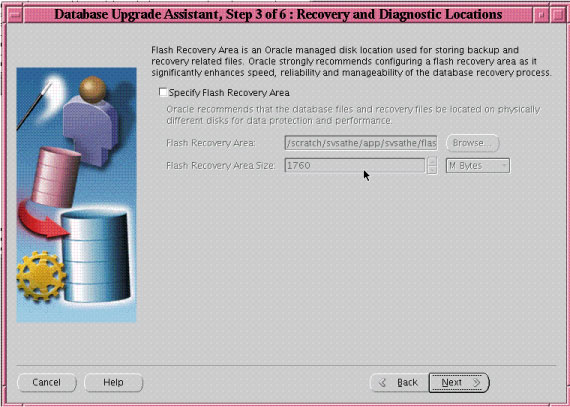 Database Upgrade Assistant, Step 3 of 6 : Recovery and Diagnostic Locations
Flash Recovery Area is an Oracle managed disk location used for storing backup and
recovery related files. Oracle strongly recommends configuring a flash recovery area as it
significantly enhances speed, reliability and manageability of the database recovery process.
Specify Flash Recovery Area
Oracle recommends that the database files and recovery files be located on physically
different disks for data protection and performance.
Flash Recovery Area: /scratch/svsathe/app/svsathe/flas Browse...
Flash Recovery Area Size: 1760 M Bytes
Cancel Help Back Next